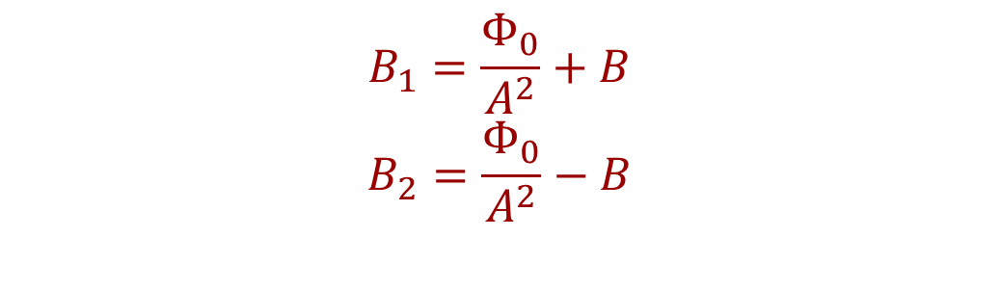 B₁ = Φ₀/A² + B
B₂ = Φ₀/A² − B